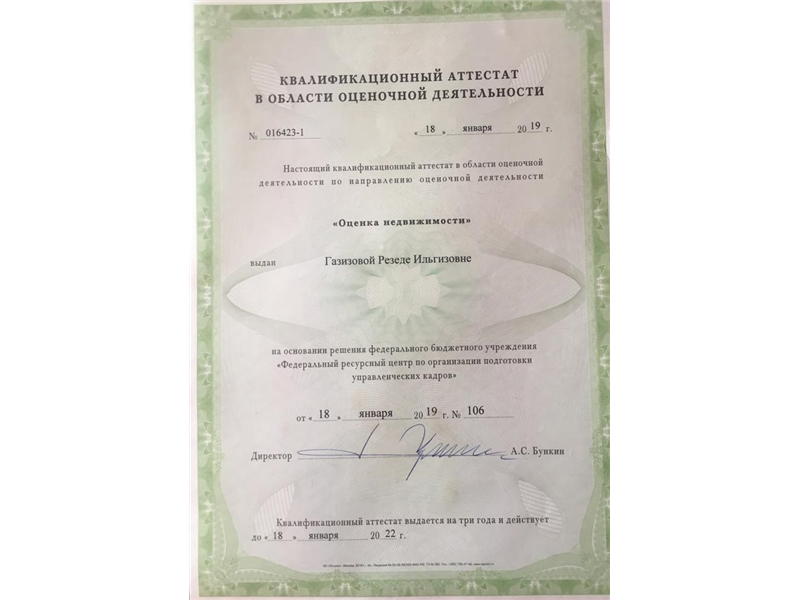 КВАЛИФИКАЦИОННЫЙ АТТЕСТАТ
В ОБЛАСТИ ОЦЕНОЧНОЙ ДЕЯТЕЛЬНОСТИ
№ 016423-1 « 18 » января 20 19 г.
Настоящий квалификационный аттестат в области оценочной
деятельности по направлению оценочной деятельности
«Оценка недвижимости»
выдан Газизовой Резеде Ильгизовне
на основании решения федерального бюджетного учреждения
«Федеральный ресурсный центр по организации подготовки
управленческих кадров»
от « 18 » января 20 19 г. № 106
Директор А.С. Бункин
Квалификационный аттестат выдается на три года и действует
до « 18 » января 20 22 г.